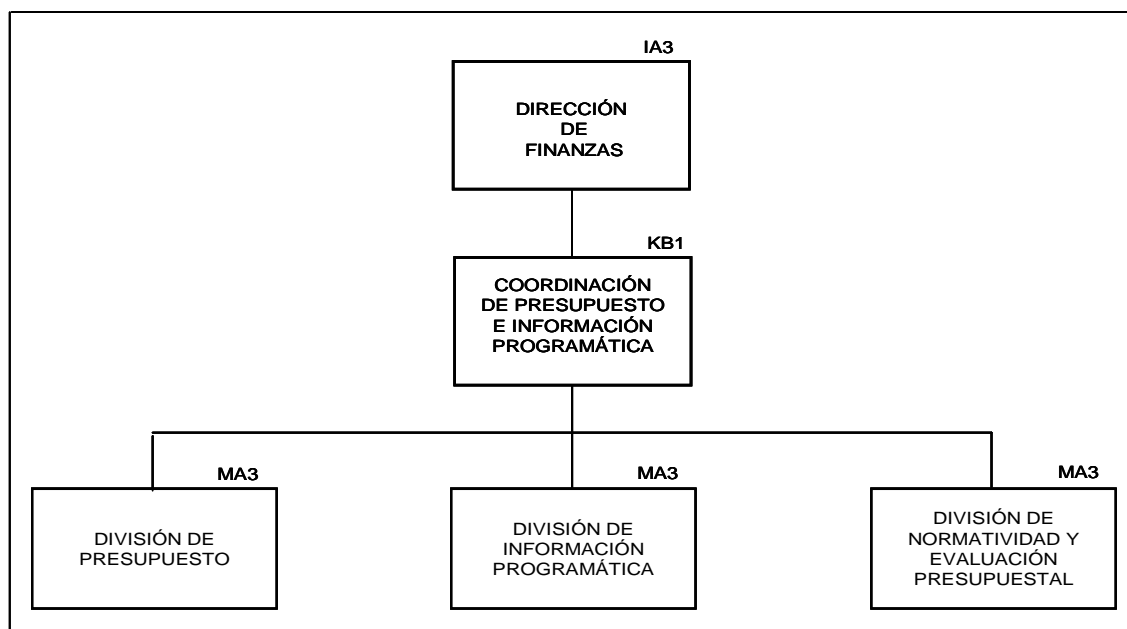 IA3
DIRECCIÓN
DE
FINANZAS
KB1
COORDINACIÓN
DE PRESUPUESTO
E INFORMACIÓN
PROGRAMÁTICA
MA3
DIVISIÓN DE
PRESUPUESTO
MA3
DIVISIÓN DE
INFORMACIÓN
PROGRAMÁTICA
MA3
DIVISIÓN DE
NORMATIVIDAD Y
EVALUACIÓN
PRESUPUESTAL